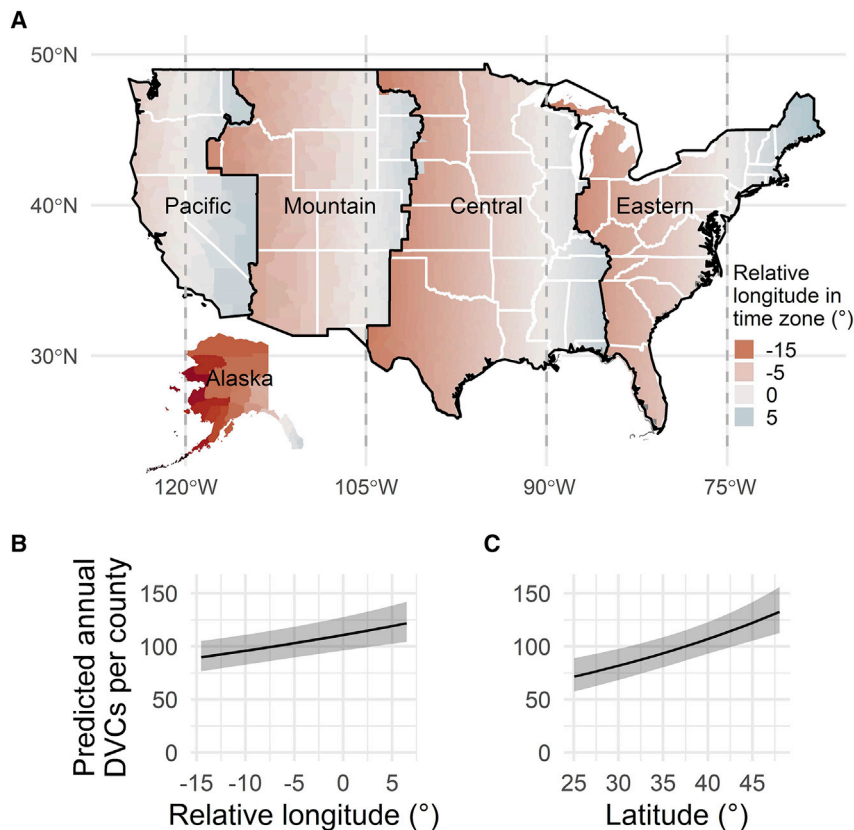 A
50°N
40°N
30°N
Pacific
Mountain
Central
Eastern
Alaska
Relative
longitude in
time zone (°)
-15
-5
0
5
120°W
105°W
90°W
75°W
B
Predicted annual
DVCs per county
150
100
50
0
-15
-10
-5
0
5
Relative longitude (°)
C
150
100
50
0
25
30
35
40
45
Latitude (°)